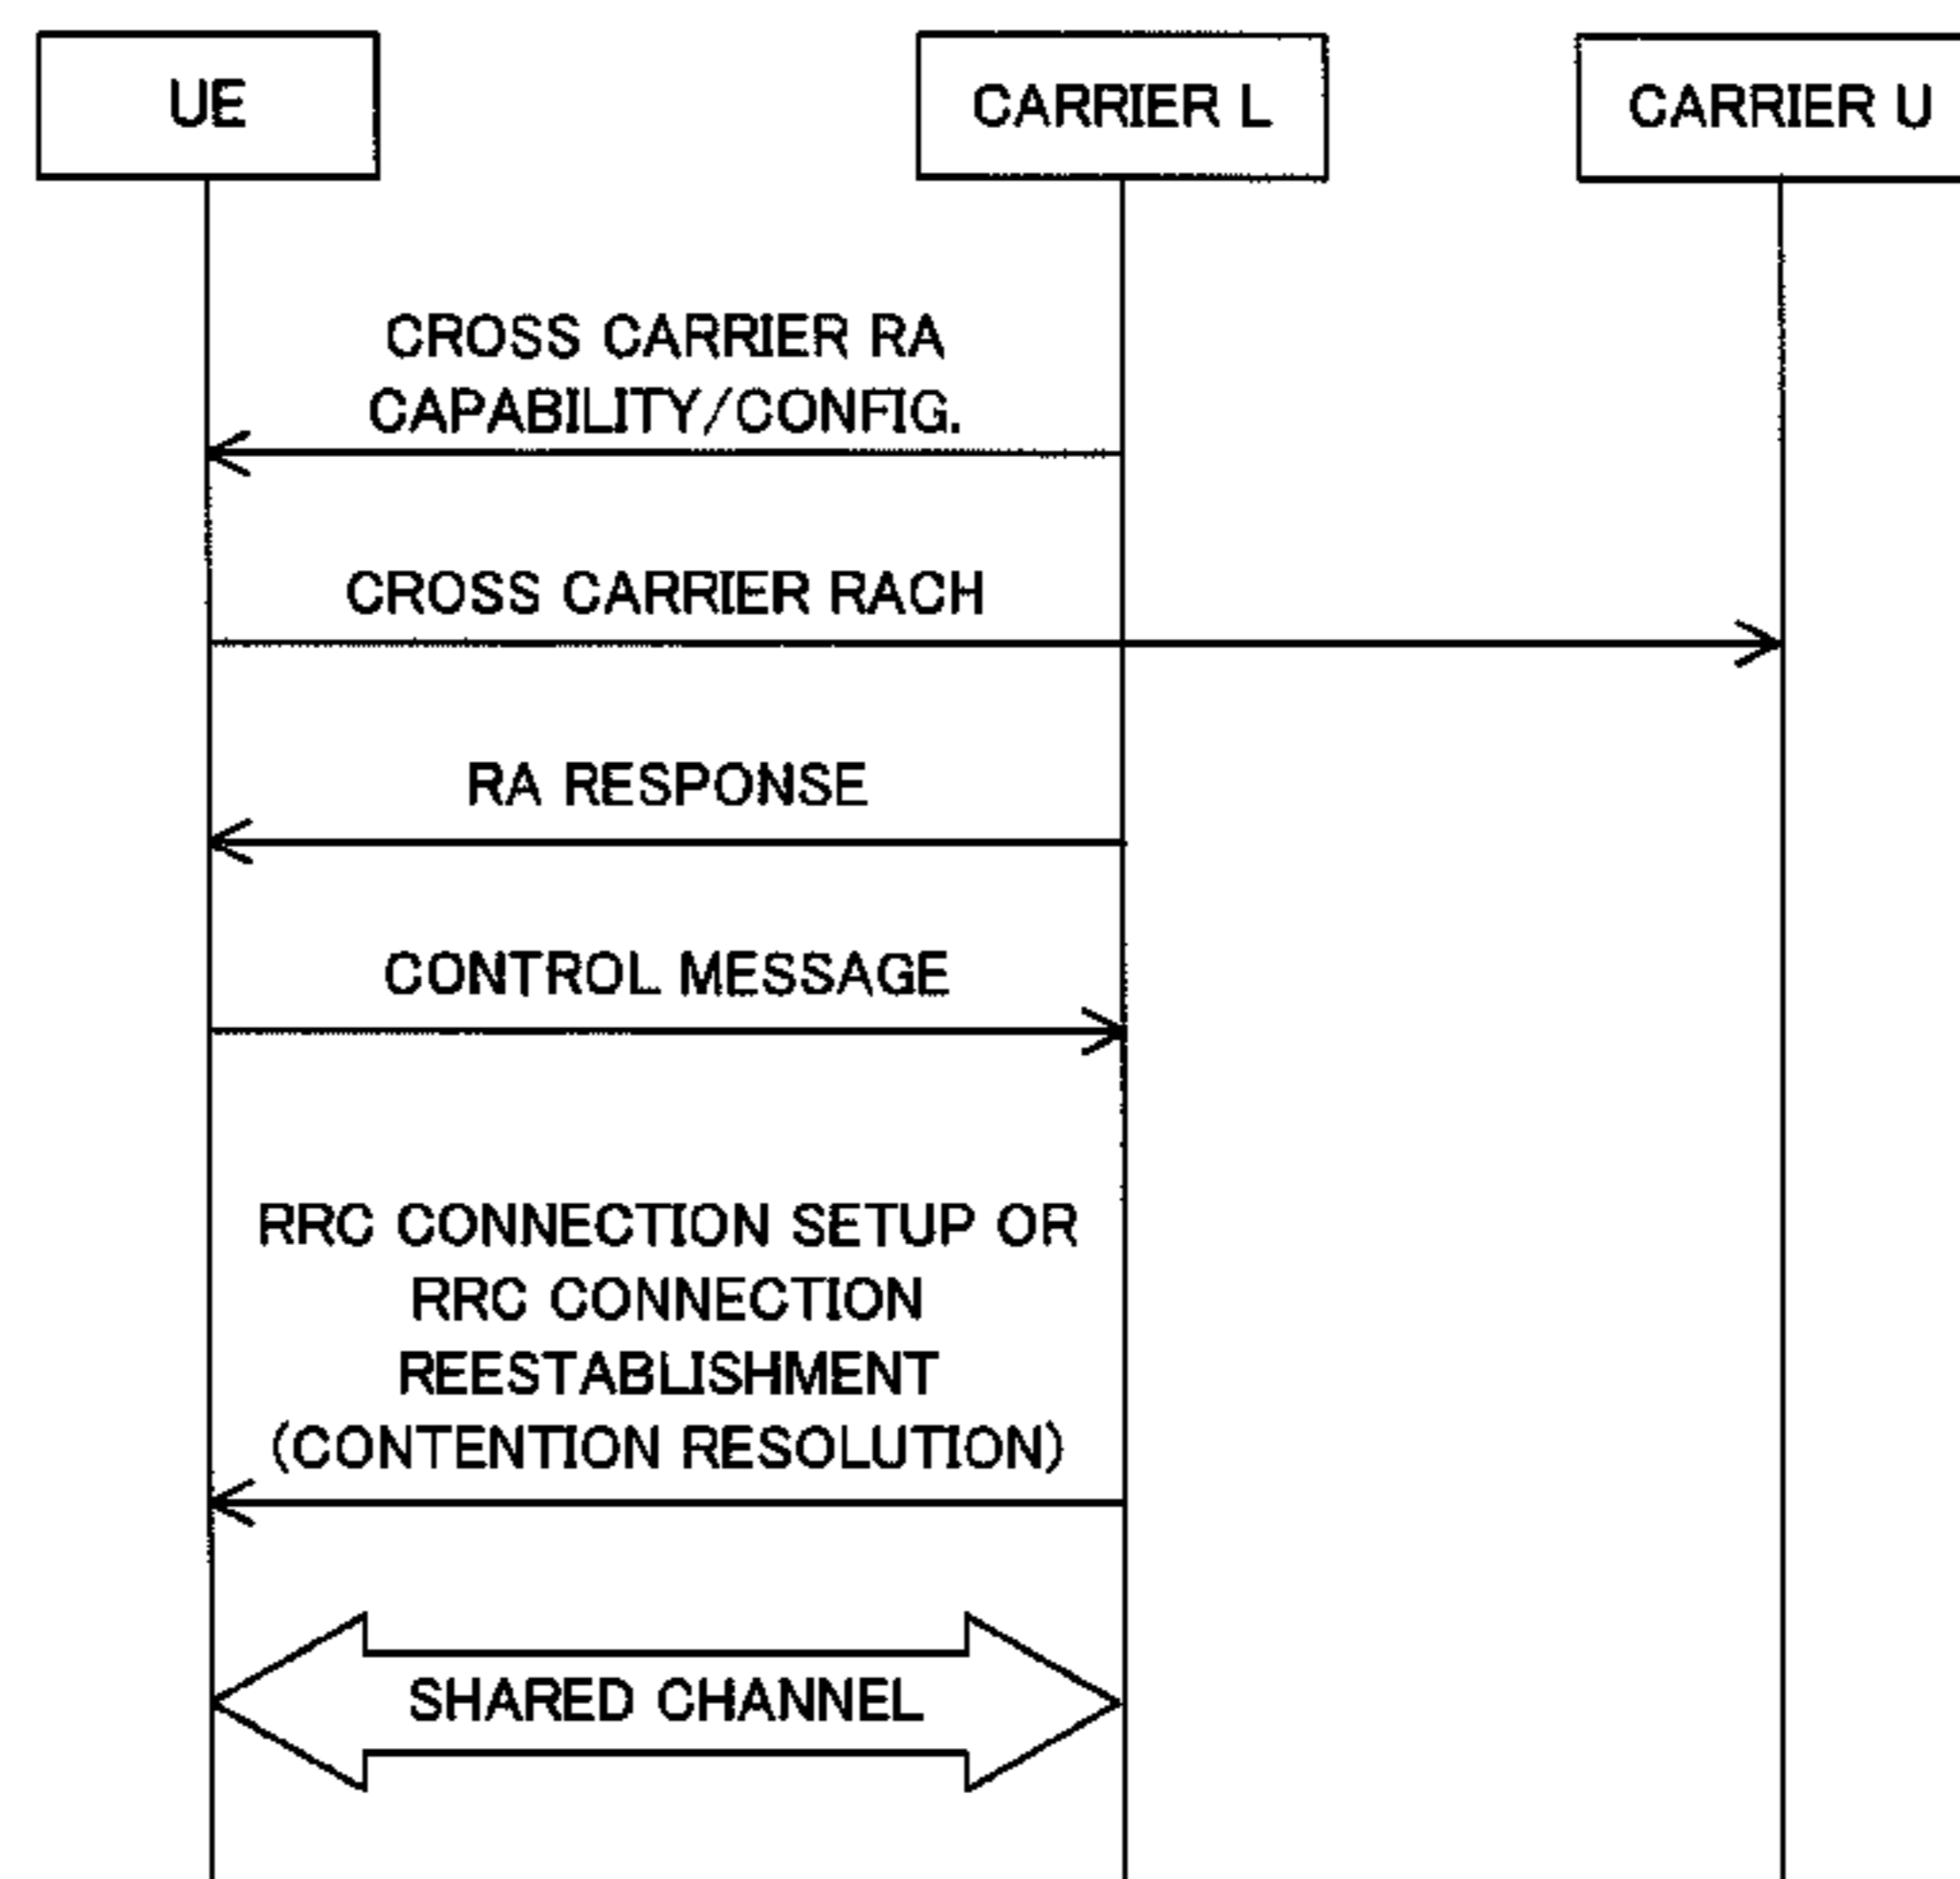 UE
CARRIER L
CARRIER U
CROSS CARRIER RA
CAPABILITY/CONFIG.
CROSS CARRIER RACH
RA RESPONSE
CONTROL MESSAGE
RRC CONNECTION SETUP OR
RRC CONNECTION
REESTABLISHMENT
(CONTENTION RESOLUTION)
SHARED CHANNEL